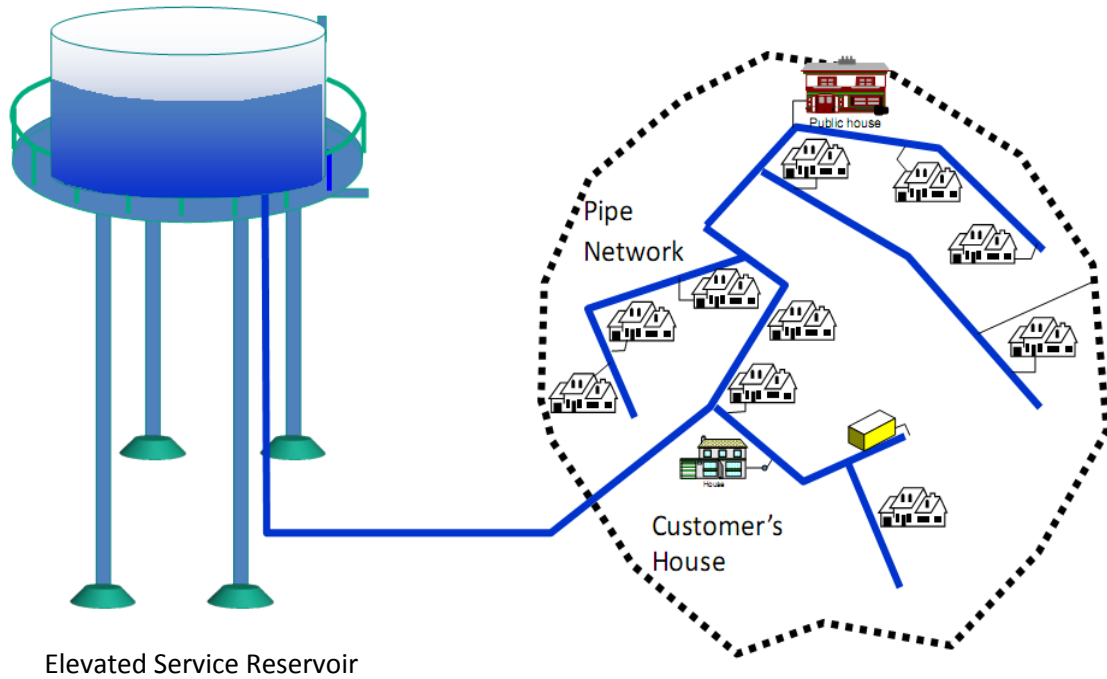 Public house
Pipe
Network
House
Customer’s
House
Elevated Service Reservoir